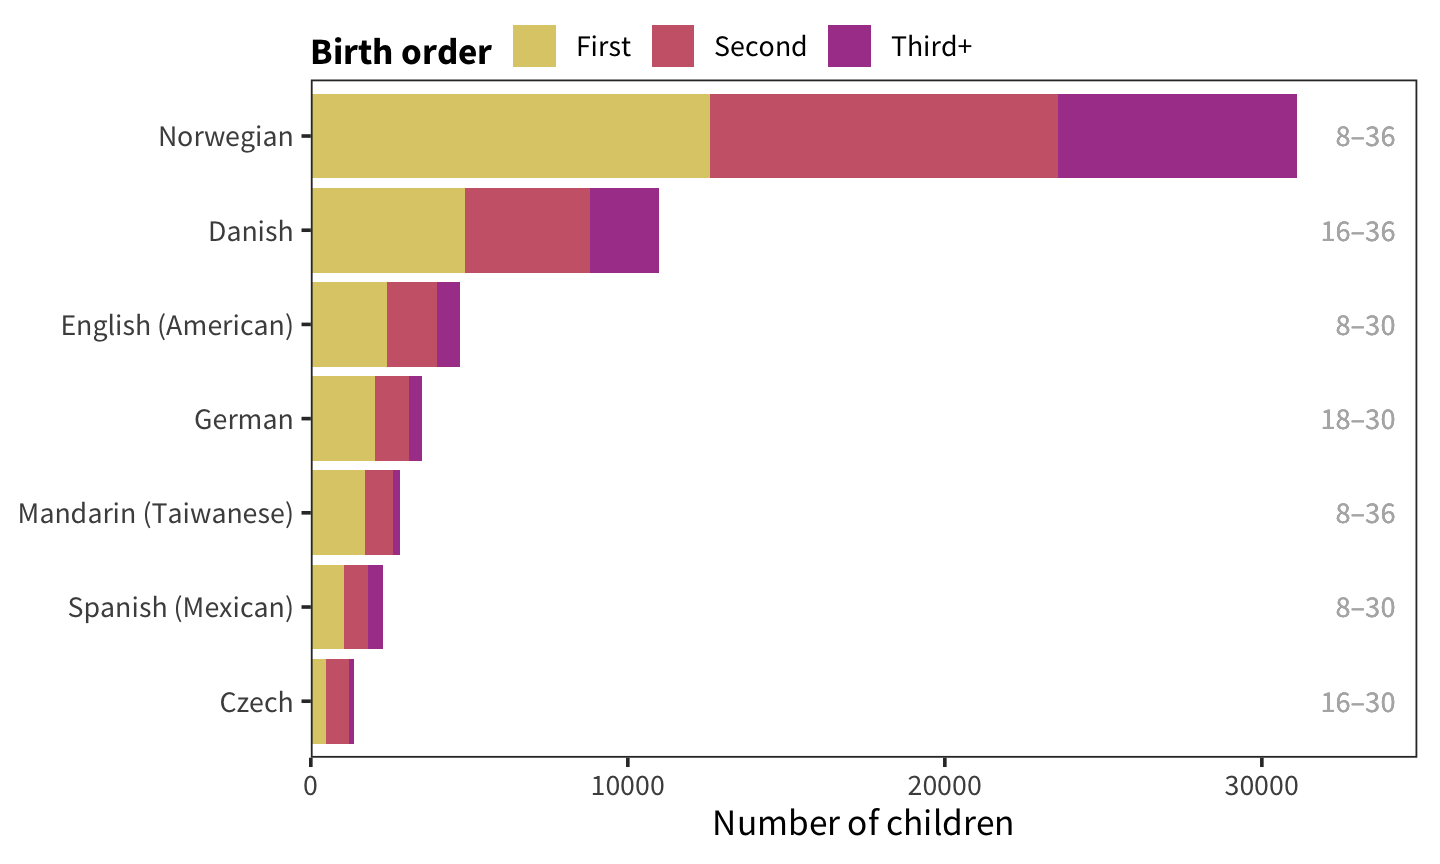 Birth order First Second Third+
Norwegian 8–36
Danish 16–36
English (American) 8–30
German 18–30
Mandarin (Taiwanese) 8–36
Spanish (Mexican) 8–30
Czech 16–30
0 10000 20000 30000
Number of children